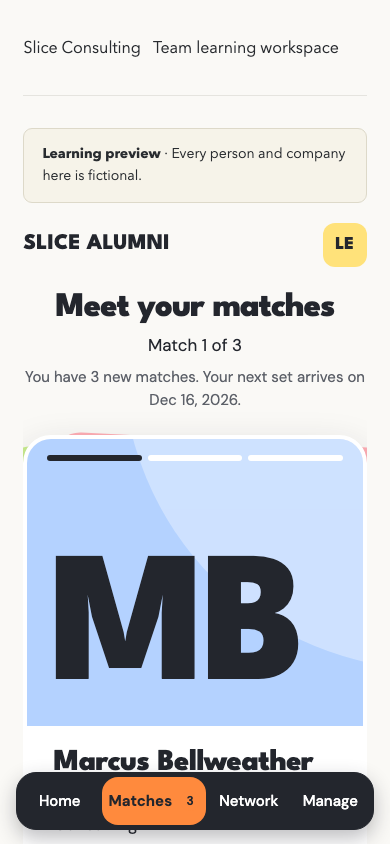 Slice Consulting Team learning workspace
Learning preview · Every person and company
here is fictional.
SLICE ALUMNI
LE
Meet your matches
Match 1 of 3
You have 3 new matches. Your next set arrives on
Dec 16, 2026.
MB
Marcus Bellweather
Home Matches 3 Network Manage